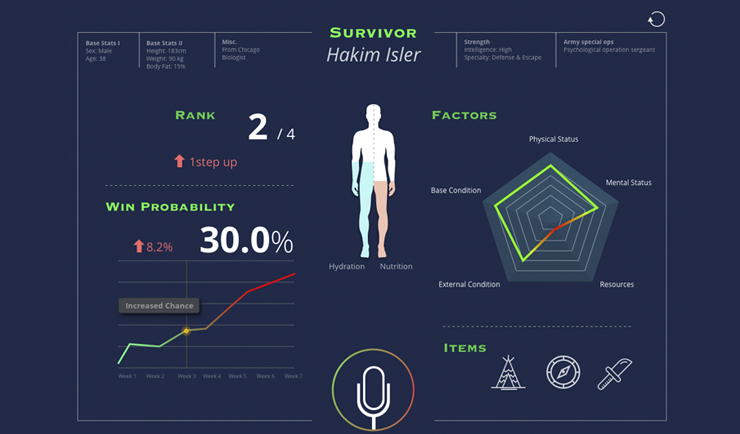 SURVIVOR
Hakim Isler
Base Stats I
Sex: Male
Age: 38
Base Stats II
Height: 183cm
Weight: 90 kg
Body Fat: 15%
Misc.
From Chicago
Biologist
Strength
Intelligence: High
Specialty: Defense & Escape
Army special ops
Psychological operation sergeant
RANK
2 / 4
1step up
WIN PROBABILITY
8.2%
30.0%
Increased Chance
Week 1 Week 2 Week 3 Week 4 Week 5 Week 6 Week 7
Hydration Nutrition
FACTORS
Physical Status
Mental Status
Base Condition
External Condition
Resources
ITEMS